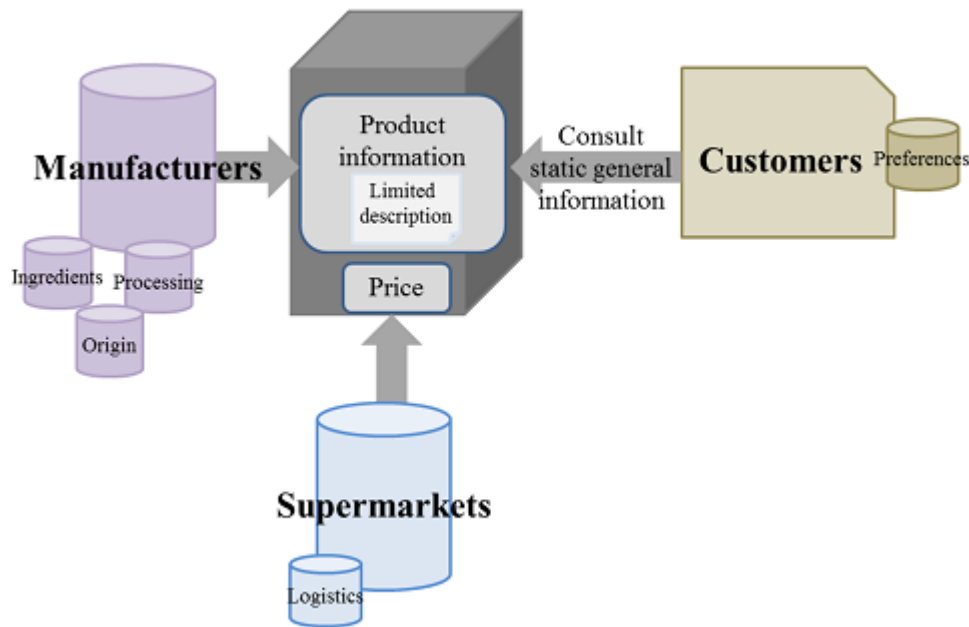 Product
information
Limited
description
Price
Manufacturers
Ingredients
Processing
Origin
Consult
static general
information
Customers
Preferences
Supermarkets
Logistics